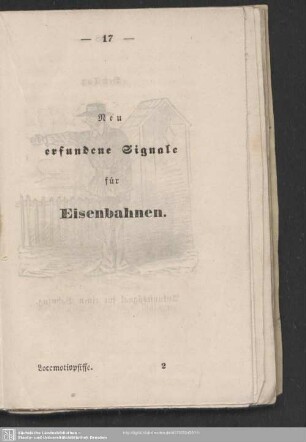 — 17 —
Neu
erfundene Signale
für
Eisenbahnen.
Locomotivpfiffe. 2